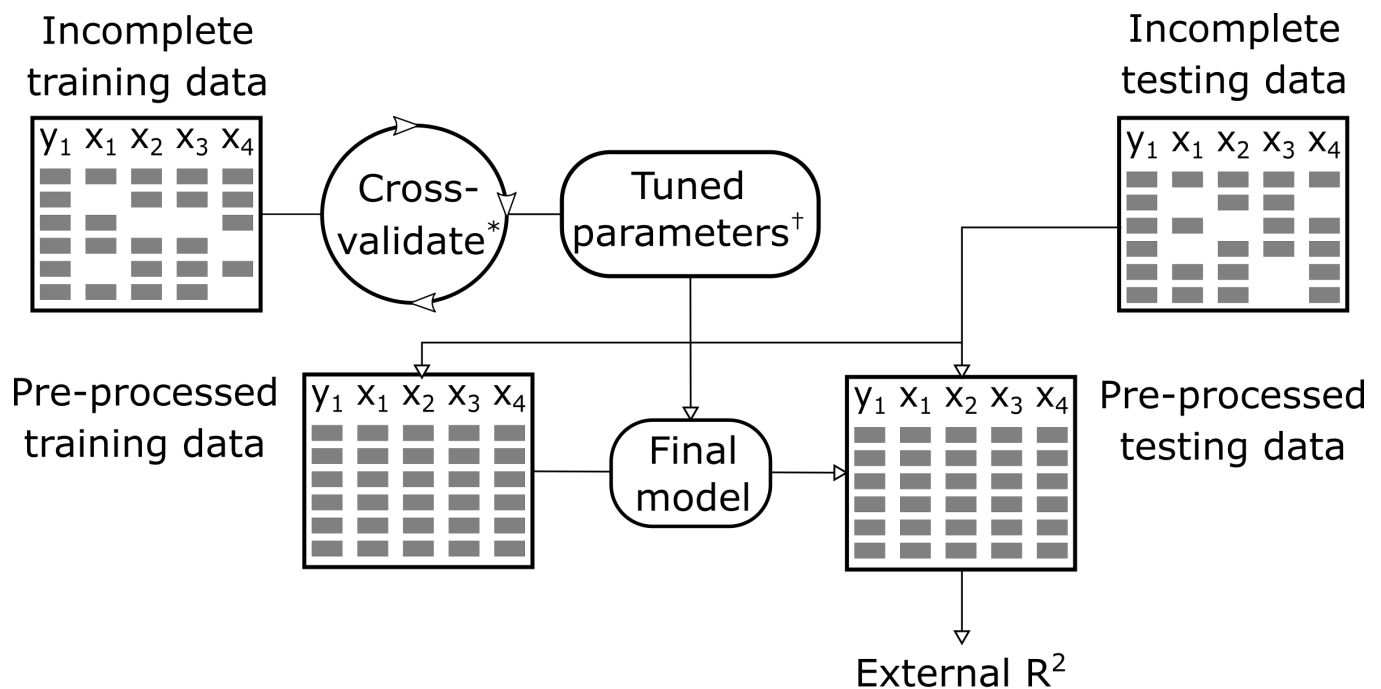 Incomplete
training data
y₁ x₁ x₂ x₃ x₄
Cross-
validate*
Tuned
parameters†
Incomplete
testing data
y₁ x₁ x₂ x₃ x₄
Pre-processed
training data
y₁ x₁ x₂ x₃ x₄
Final
model
y₁ x₁ x₂ x₃ x₄
Pre-processed
testing data
External R²